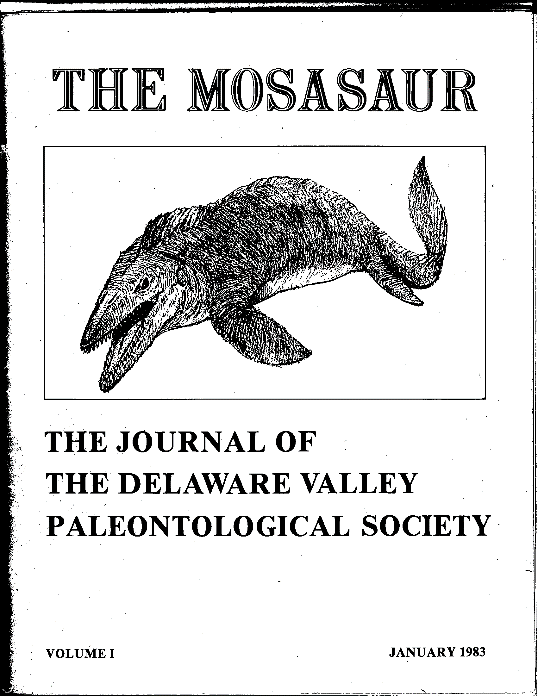 THE MOSASAUR
THE JOURNAL OF
THE DELAWARE VALLEY
PALEONTOLOGICAL SOCIETY
VOLUME I
JANUARY 1983